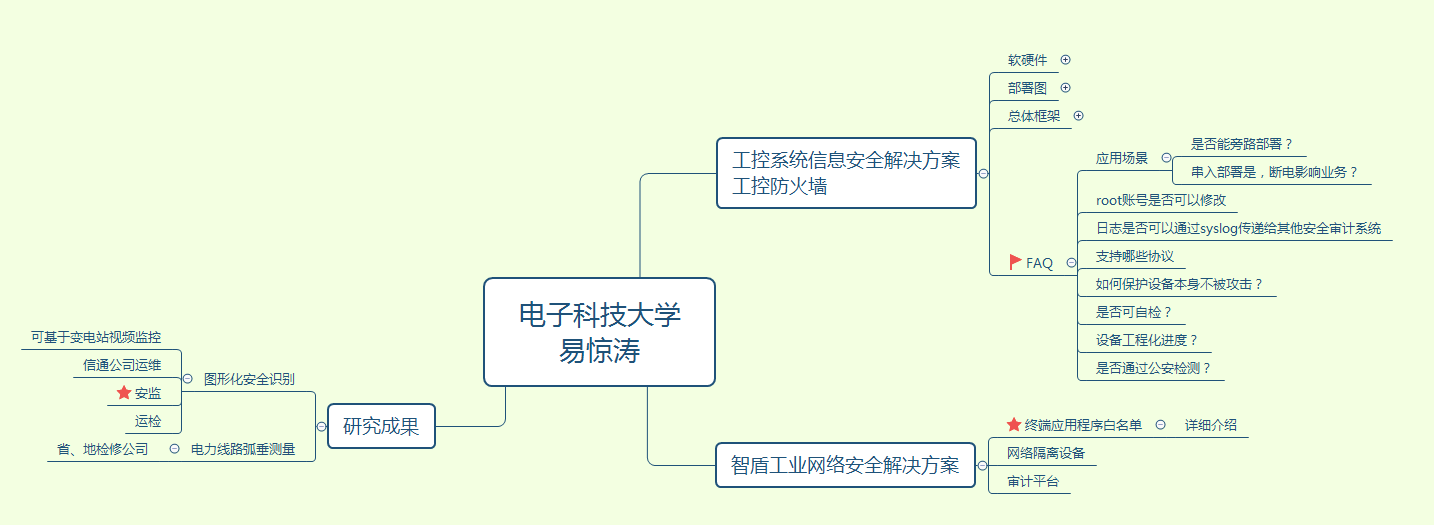 电子科技大学
易惊涛
工控系统信息安全解决方案
工控防火墙
软硬件
部署图
总体框架
FAQ
应用场景
是否能旁路部署？
串入部署是，断电影响业务？
root账号是否可以修改
日志是否可以通过syslog传递给其他安全审计系统
支持哪些协议
如何保护设备本身不被攻击？
是否可自检？
设备工程化进度？
是否通过公安检测？
智盾工业网络安全解决方案
终端应用程序白名单
详细介绍
网络隔离设备
审计平台
研究成果
图形化安全识别
可基于变电站视频监控
信通公司运维
安监
运检
电力线路弧垂测量
省、地检修公司